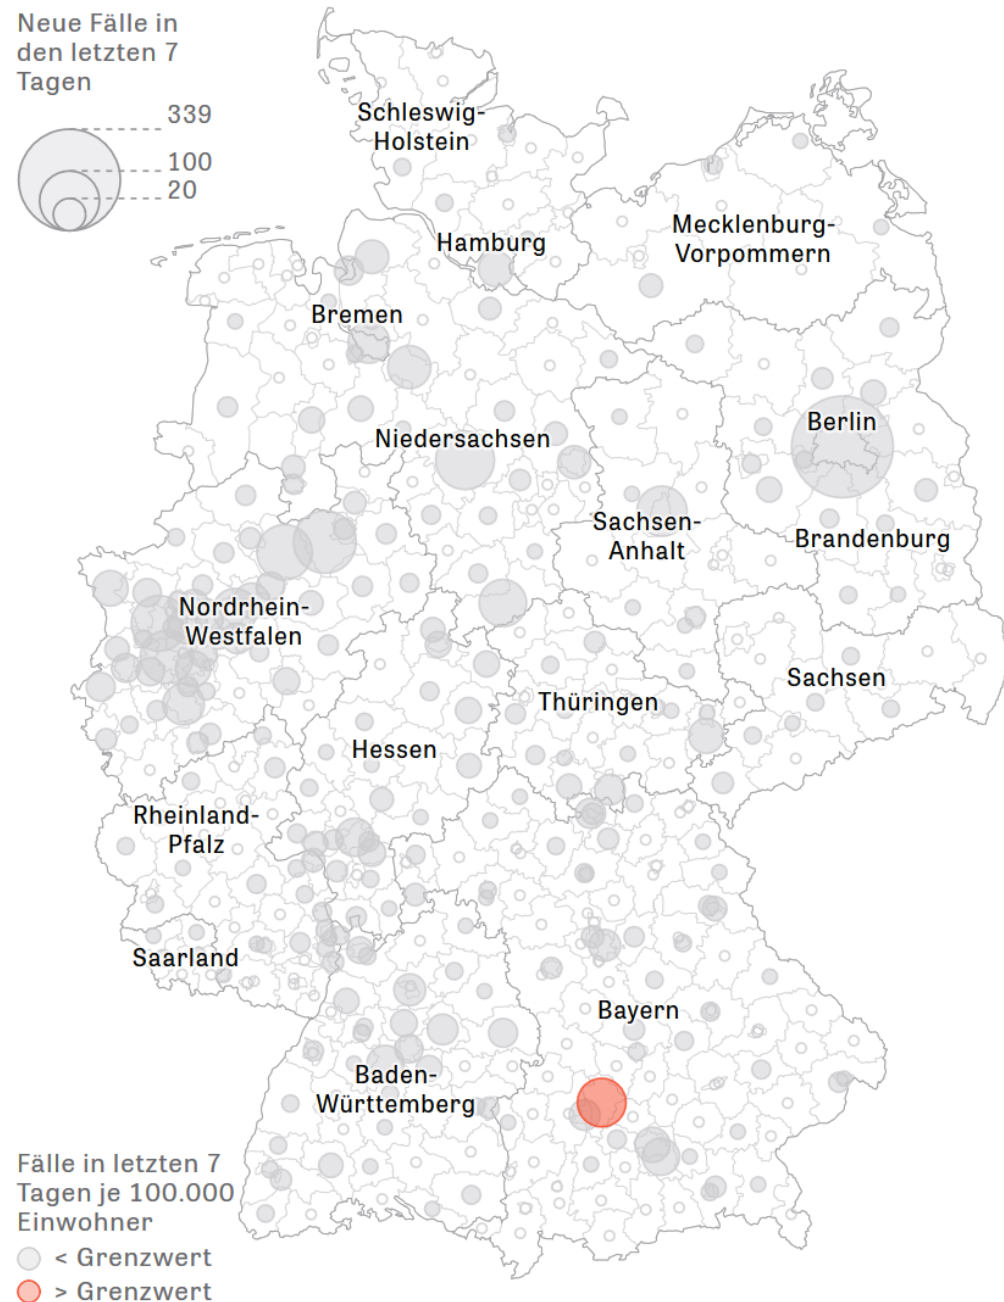 Neue Fälle in
den letzten 7
Tagen
339
100
20
Schleswig-
Holstein
Mecklenburg-
Vorpommern
Hamburg
Bremen
Berlin
Niedersachsen
Sachsen-
Anhalt
Brandenburg
Nordrhein-
Westfalen
Sachsen
Thüringen
Hessen
Rheinland-
Pfalz
Saarland
Bayern
Baden-
Württemberg
Fälle in letzten 7
Tagen je 100.000
Einwohner
< Grenzwert
> Grenzwert